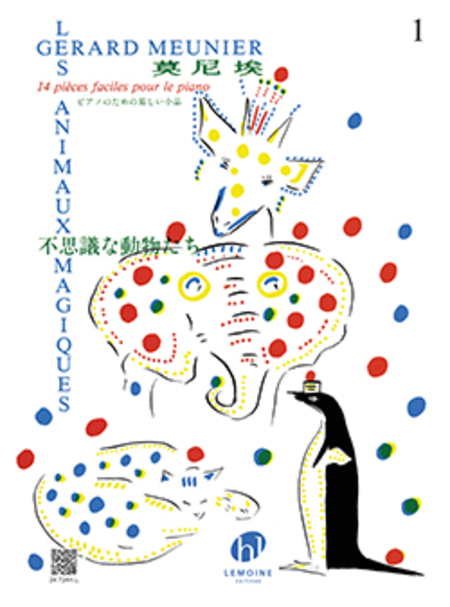 1
GERARD MEUNIER
莫尼埃
LES ANIMAUX MAGIQUES
14 pièces faciles pour le piano
ピアノのための易しい小品
不思議な動物たち
hl
LEMOINE
EDITIONS